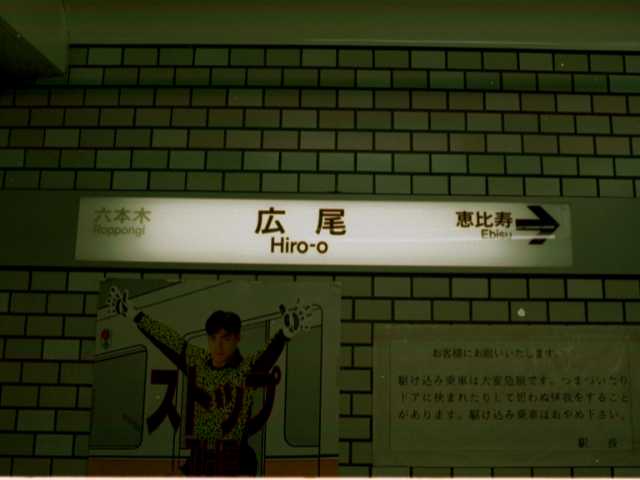 六本木
Roppongi
広尾
Hiro-o
恵比寿
Ebisu
ストップ
お客様にお願いいたします。
駆け込み乗車は大変危険です。つまづいたり
ドアに挟まれたりして思わぬ怪我をすること
があります。駆け込み乗車はおやめ下さい。
駅長